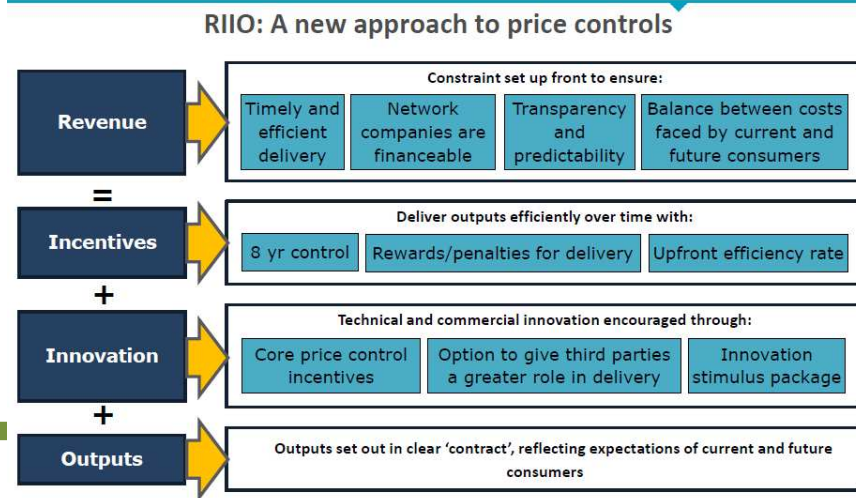 RIIO: A new approach to price controls
Revenue
Constraint set up front to ensure:
Timely and
efficient
delivery
Network
companies are
financeable
Transparency
and
predictability
Balance between costs
faced by current and
future consumers
=
Incentives
Deliver outputs efficiently over time with:
8 yr control
Rewards/penalties for delivery
Upfront efficiency rate
+
Innovation
Technical and commercial innovation encouraged through:
Core price control
incentives
Option to give third parties
a greater role in delivery
Innovation
stimulus package
+
Outputs
Outputs set out in clear ‘contract’, reflecting expectations of current and future
consumers